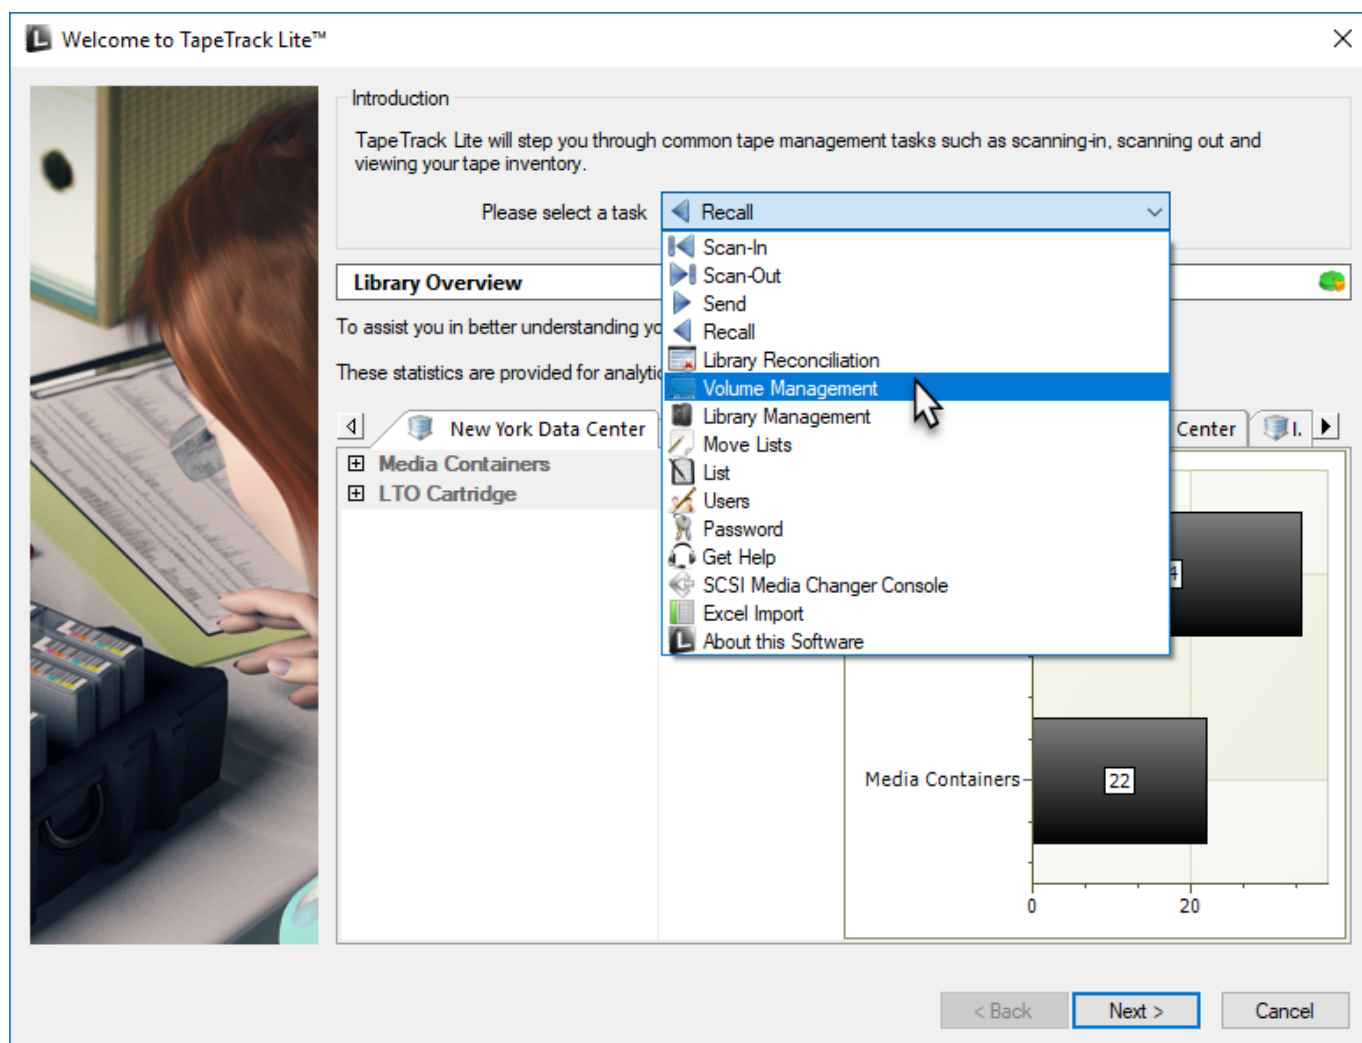 Welcome to TapeTrack Lite™
Introduction
TapeTrack Lite will step you through common tape management tasks such as scanning-in, scanning out and
viewing your tape inventory.
Please select a task
Recall
Scan-In
Scan-Out
Send
Recall
Library Reconciliation
Volume Management
Library Management
Move Lists
List
Users
Password
Get Help
SCSI Media Changer Console
Excel Import
About this Software
Library Overview
To assist you in better understanding yo
These statistics are provided for analytic
New York Data Center
Center
I.
Media Containers
LTO Cartridge
4
Media Containers
22
0
20
< Back
Next >
Cancel